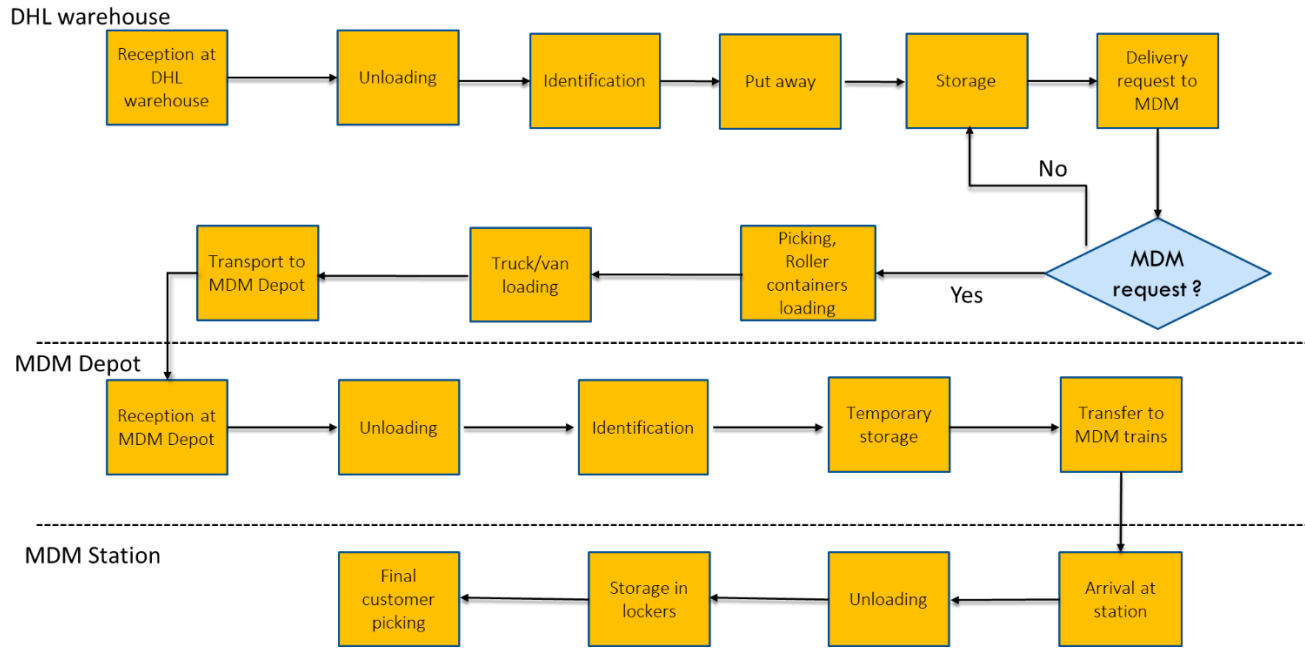 DHL warehouse
Reception at
DHL
warehouse
Unloading
Identification
Put away
Storage
Delivery
request to
MDM
No
Transport to
MDM Depot
Truck/van
loading
Picking,
Roller
containers
loading
Yes
MDM
request ?
MDM Depot
Reception at
MDM Depot
Unloading
Identification
Temporary
storage
Transfer to
MDM trains
MDM Station
Final
customer
picking
Storage in
lockers
Unloading
Arrival at
station